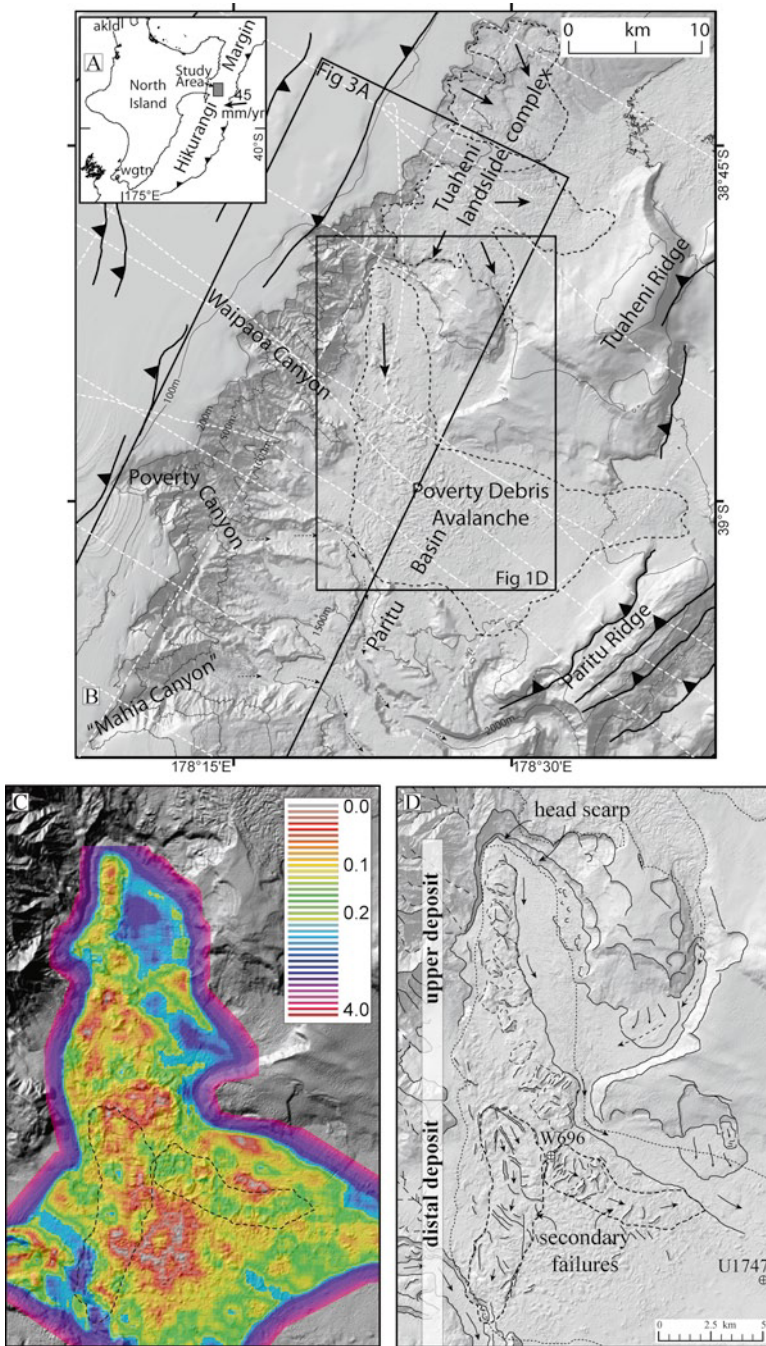 A
akld
Margin
Study
Area
North
Island
45
mm/yr
Hikurangi
wgtn
175°E
40°S
0 km 10
Fig 3A
Tuaheni
landslide
complex
38°45'S
Tuaheni Ridge
Waipaoa Canyon
100m
200m
500m
1000m
Poverty
Canyon
Poverty Debris
Avalanche
39°S
Basin
Fig 1D
Paritu
1500m
Paritu Ridge
"Mahia Canyon"
2000m
B
178°15'E
178°30'E
C
0.0
0.1
0.2
4.0
D
head scarp
upper deposit
distal deposit
W696
secondary
failures
U1747
0 2.5 km 5